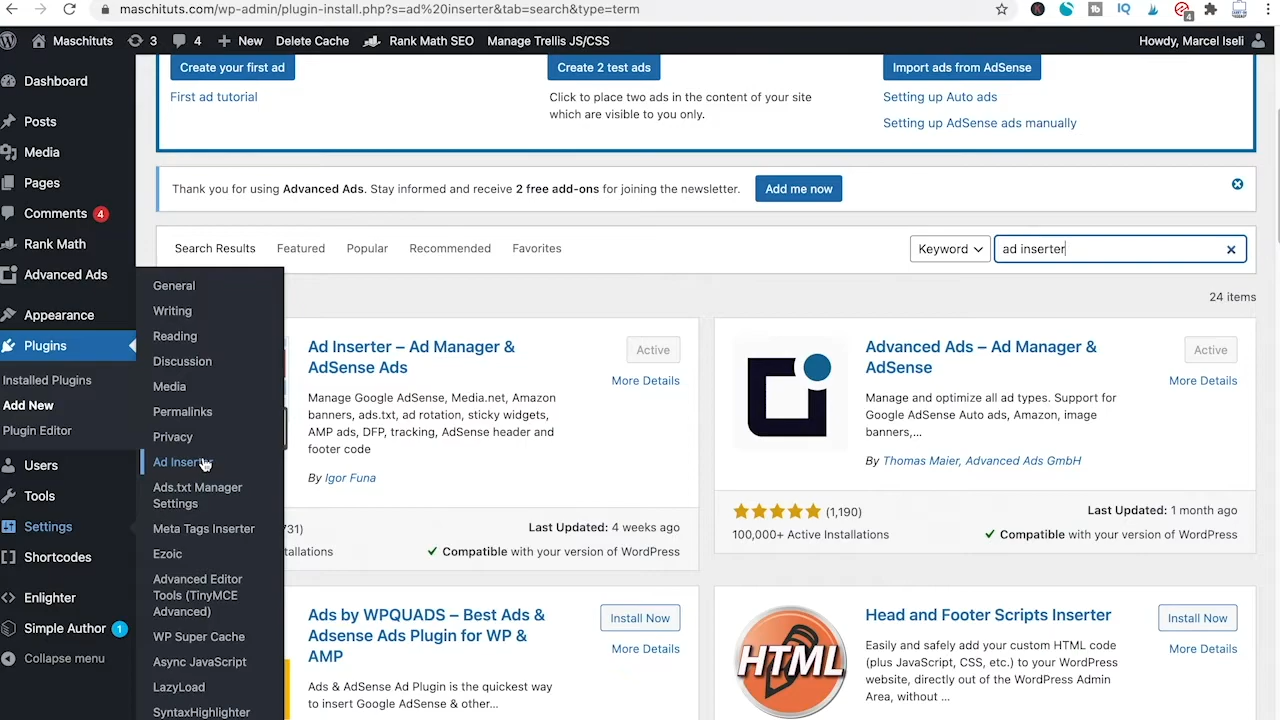 maschituts.com/wp-admin/plugin-install.php?s=ad%20inserter&tab=search&type=term
Maschituts
3
4
New
Delete Cache
Rank Math SEO
Manage Trellis JS/CSS
Howdy, Marcel Iseli
Dashboard
Posts
Media
Pages
Comments 4
Rank Math
Advanced Ads
Appearance
Plugins
Installed Plugins
Add New
Plugin Editor
Users
Tools
Settings
Shortcodes
Enlighter
Simple Author 1
Collapse menu
General
Writing
Reading
Discussion
Media
Permalinks
Privacy
Ad Inserter
Ads.txt Manager
Settings
Meta Tags Inserter
Ezoic
Advanced Editor
Tools (TinyMCE
Advanced)
WP Super Cache
Async JavaScript
LazyLoad
SyntaxHighlighter
Create your first ad
First ad tutorial
Create 2 test ads
Click to place two ads in the content of your site
which are visible to you only.
Import ads from AdSense
Setting up Auto ads
Setting up AdSense ads manually
Thank you for using Advanced Ads. Stay informed and receive 2 free add-ons for joining the newsletter.
Add me now
Search Results
Featured
Popular
Recommended
Favorites
Keyword
ad inserter
24 items
Ad Inserter – Ad Manager &
AdSense Ads
Active
More Details
Manage Google AdSense, Media.net, Amazon
banners, ads.txt, ad rotation, sticky widgets,
AMP ads, DFP, tracking, AdSense header and
footer code
By Igor Funa
731)
Last Updated: 4 weeks ago
tallations
Compatible with your version of WordPress
Advanced Ads – Ad Manager &
AdSense
Active
More Details
Manage and optimize all ad types. Support for
Google AdSense Auto ads, Amazon, image
banners,...
By Thomas Maier, Advanced Ads GmbH
(1,190)
Last Updated: 1 month ago
100,000+ Active Installations
Compatible with your version of WordPress
Ads by WPQUADS – Best Ads &
Adsense Ads Plugin for WP &
AMP
Install Now
More Details
Ads & AdSense Ad Plugin is the quickest way
to insert Google AdSense & other...
HTML
Head and Footer Scripts Inserter
Install Now
More Details
Easily and safely add your custom HTML code
(plus JavaScript, CSS, etc.) to your WordPress
website, directly out of the WordPress Admin
Area, without ...